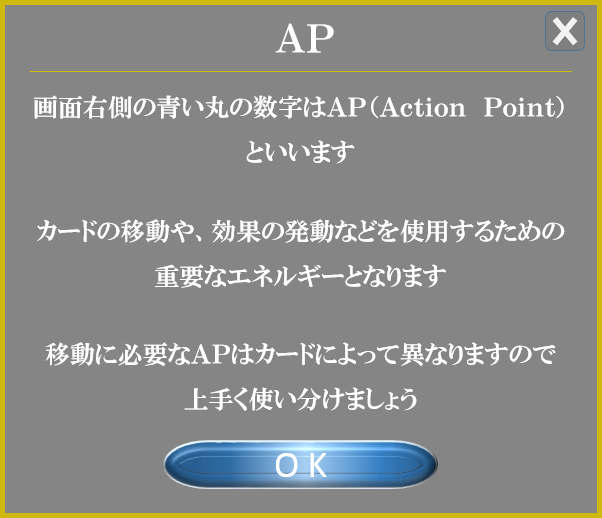 AP
画面右側の青い丸の数字はAP(Action Point)
といいます
カードの移動や、効果の発動などを使用するための
重要なエネルギーとなります
移動に必要なAPはカードによって異なりますので
上手く使い分けましょう
OK